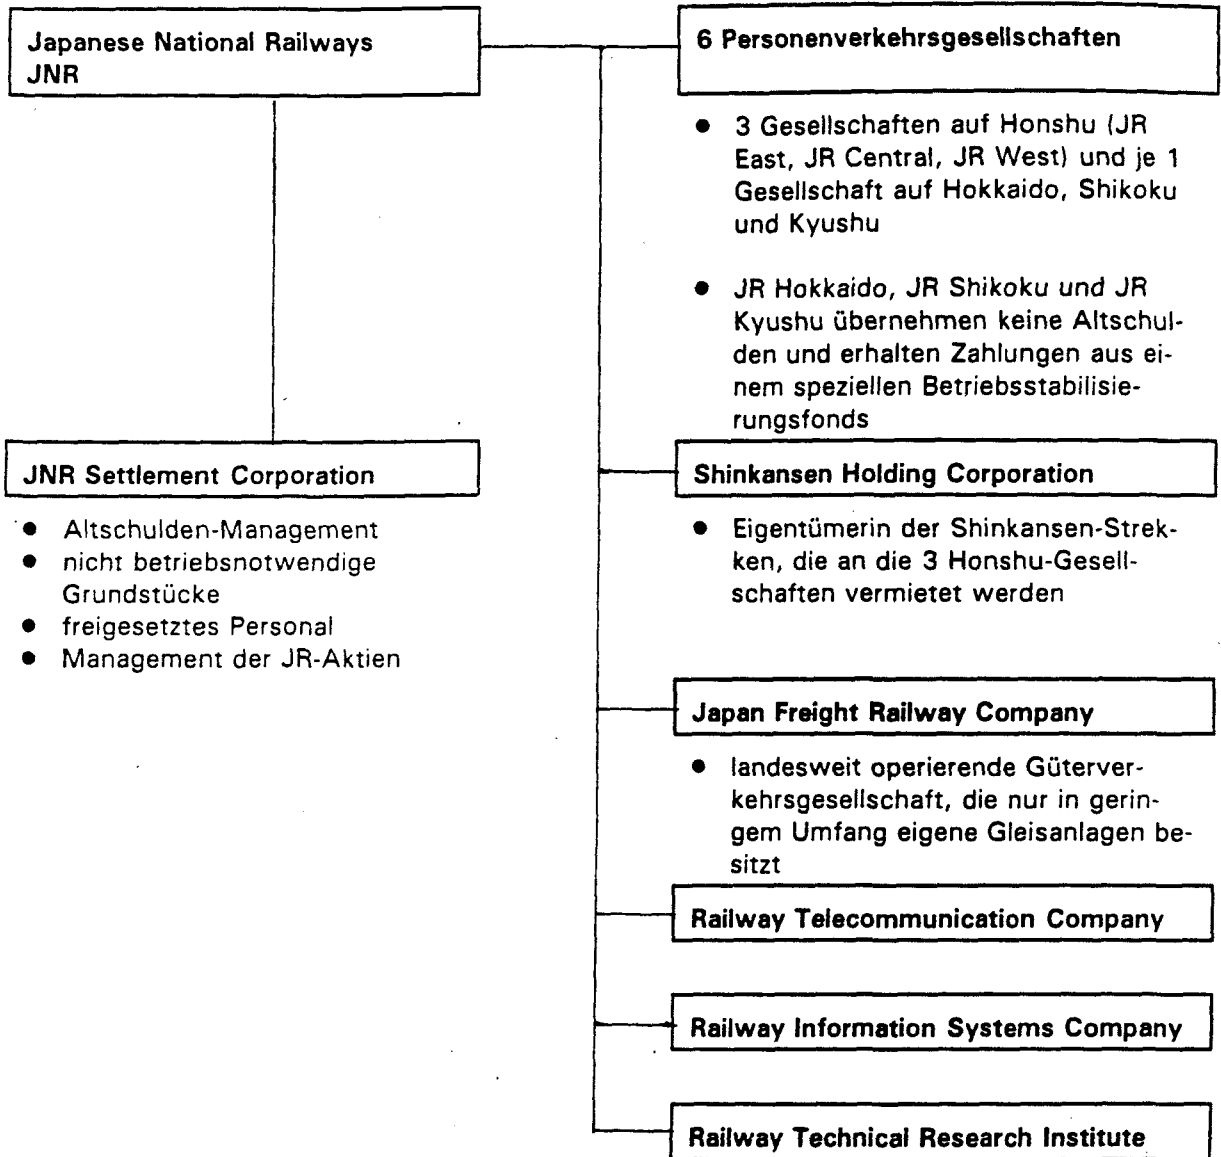 Japanese National Railways
JNR
6 Personenverkehrsgesellschaften
● 3 Gesellschaften auf Honshu (JR
East, JR Central, JR West) und je 1
Gesellschaft auf Hokkaido, Shikoku
und Kyushu
● JR Hokkaido, JR Shikoku und JR
Kyushu übernehmen keine Altschul-
den und erhalten Zahlungen aus ei-
nem speziellen Betriebsstabilisie-
rungsfonds
JNR Settlement Corporation
● Altschulden-Management
● nicht betriebsnotwendige
Grundstücke
● freigesetztes Personal
● Management der JR-Aktien
Shinkansen Holding Corporation
● Eigentümerin der Shinkansen-Strek-
ken, die an die 3 Honshu-Gesell-
schaften vermietet werden
Japan Freight Railway Company
● landesweit operierende Güterver-
kehrsgesellschaft, die nur in gerin-
gem Umfang eigene Gleisanlagen be-
sitzt
Railway Telecommunication Company
Railway Information Systems Company
Railway Technical Research Institute